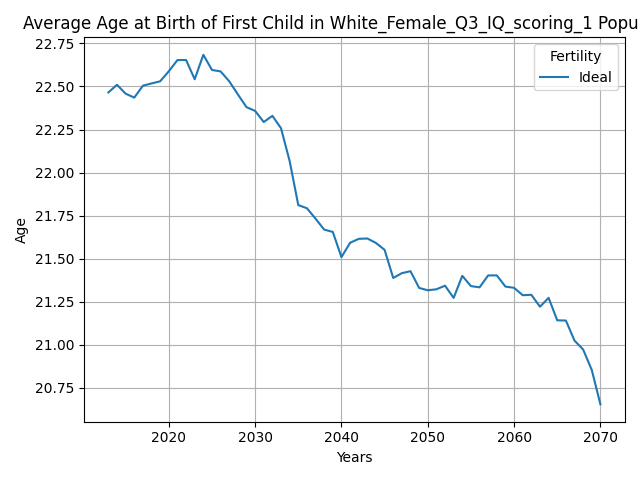 Average Age at Birth of First Child in White_Female_Q3_IQ_scoring_1 Popu
22.75
22.50
22.25
22.00
21.75
21.50
21.25
21.00
20.75
Age
Fertility
Ideal
2020 2030 2040 2050 2060 2070
Years